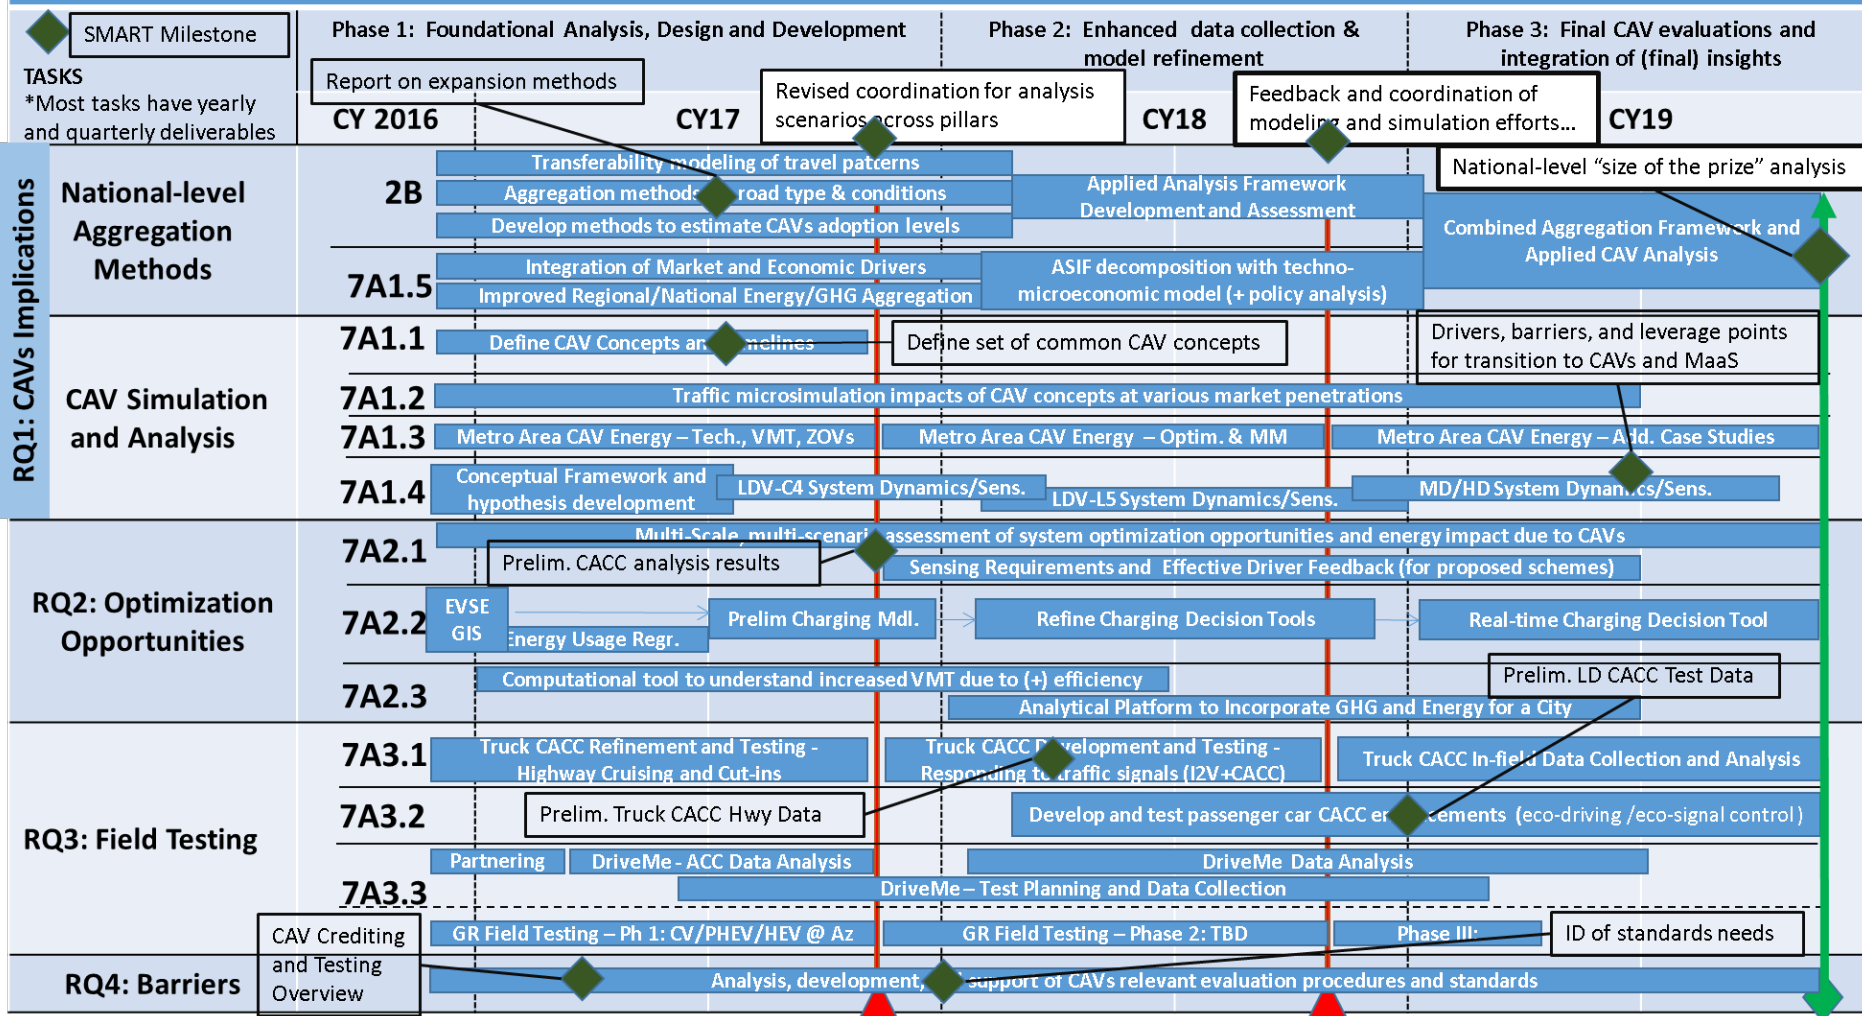 SMART Milestone
Phase 1: Foundational Analysis, Design and Development
Phase 2: Enhanced data collection &
model refinement
Phase 3: Final CAV evaluations and
integration of (final) insights
TASKS
*Most tasks have yearly
and quarterly deliverables
Report on expansion methods
Revised coordination for analysis
scenarios across pillars
Feedback and coordination of
modeling and simulation efforts...
CY 2016
CY17
CY18
CY19
National-level “size of the prize” analysis
RQ1: CAVs Implications
National-level
Aggregation
Methods
2B
Transferability modeling of travel patterns
Aggregation methods road type & conditions
Develop methods to estimate CAVs adoption levels
Applied Analysis Framework
Development and Assessment
Combined Aggregation Framework and
Applied CAV Analysis
7A1.5
Integration of Market and Economic Drivers
Improved Regional/National Energy/GHG Aggregation
ASIF decomposition with techno-
microeconomic model (+ policy analysis)
CAV Simulation
and Analysis
7A1.1
Define CAV Concepts an melines
Define set of common CAV concepts
Drivers, barriers, and leverage points
for transition to CAVs and MaaS
7A1.2
Traffic microsimulation impacts of CAV concepts at various market penetrations
7A1.3
Metro Area CAV Energy – Tech., VMT, ZOVs
Metro Area CAV Energy – Optim. & MM
Metro Area CAV Energy – Add. Case Studies
7A1.4
Conceptual Framework and
hypothesis development
LDV-C4 System Dynamics/Sens.
LDV-L5 System Dynamics/Sens.
MD/HD System Dynamics/Sens.
RQ2: Optimization
Opportunities
7A2.1
Multi-Scale, multi-scenario assessment of system optimization opportunities and energy impact due to CAVs
Prelim. CACC analysis results
Sensing Requirements and Effective Driver Feedback (for proposed schemes)
7A2.2
EVSE
GIS
Energy Usage Regr.
Prelim Charging Mdl.
Refine Charging Decision Tools
Real-time Charging Decision Tool
7A2.3
Computational tool to understand increased VMT due to (+) efficiency
Prelim. LD CACC Test Data
Analytical Platform to Incorporate GHG and Energy for a City
RQ3: Field Testing
7A3.1
Truck CACC Refinement and Testing -
Highway Cruising and Cut-ins
Truck CACC Development and Testing -
Responding to traffic signals (I2V+CACC)
Truck CACC In-field Data Collection and Analysis
7A3.2
Prelim. Truck CACC Hwy Data
Develop and test passenger car CACC en cements (eco-driving /eco-signal control)
7A3.3
Partnering
DriveMe - ACC Data Analysis
DriveMe Data Analysis
DriveMe – Test Planning and Data Collection
GR Field Testing – Ph 1: CV/PHEV/HEV @ Az
GR Field Testing – Phase 2: TBD
Phase III:
ID of standards needs
CAV Crediting
and Testing
Overview
RQ4: Barriers
Analysis, development, support of CAVs relevant evaluation procedures and standards